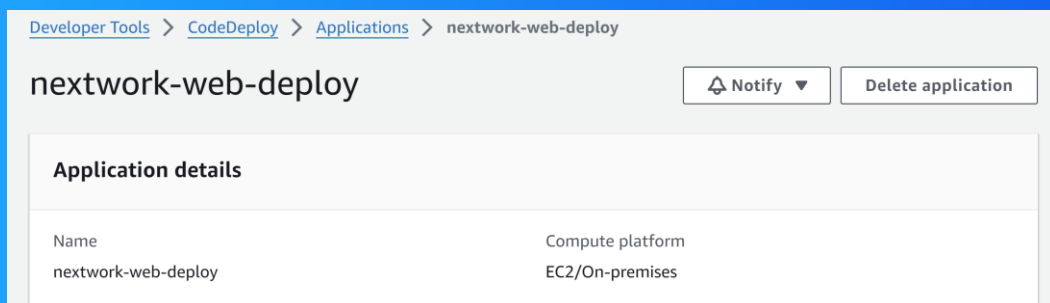 Developer Tools > CodeDeploy > Applications > nextwork-web-deploy
nextwork-web-deploy
Notify ▼
Delete application
Application details
Name
Compute platform
nextwork-web-deploy
EC2/On-premises